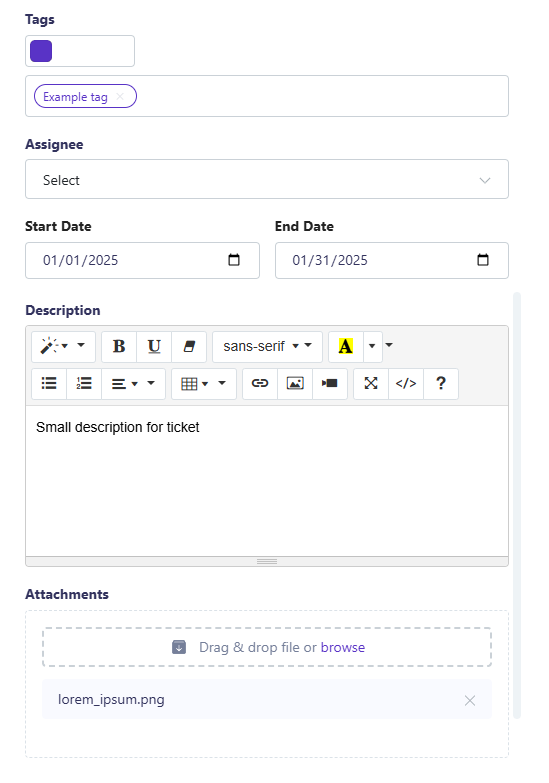 Tags
Example tag
Assignee
Select
Start Date
End Date
01/01/2025
01/31/2025
Description
B U sans-serif A
</> ?
Small description for ticket
Attachments
Drag & drop file or browse
lorem_ipsum.png